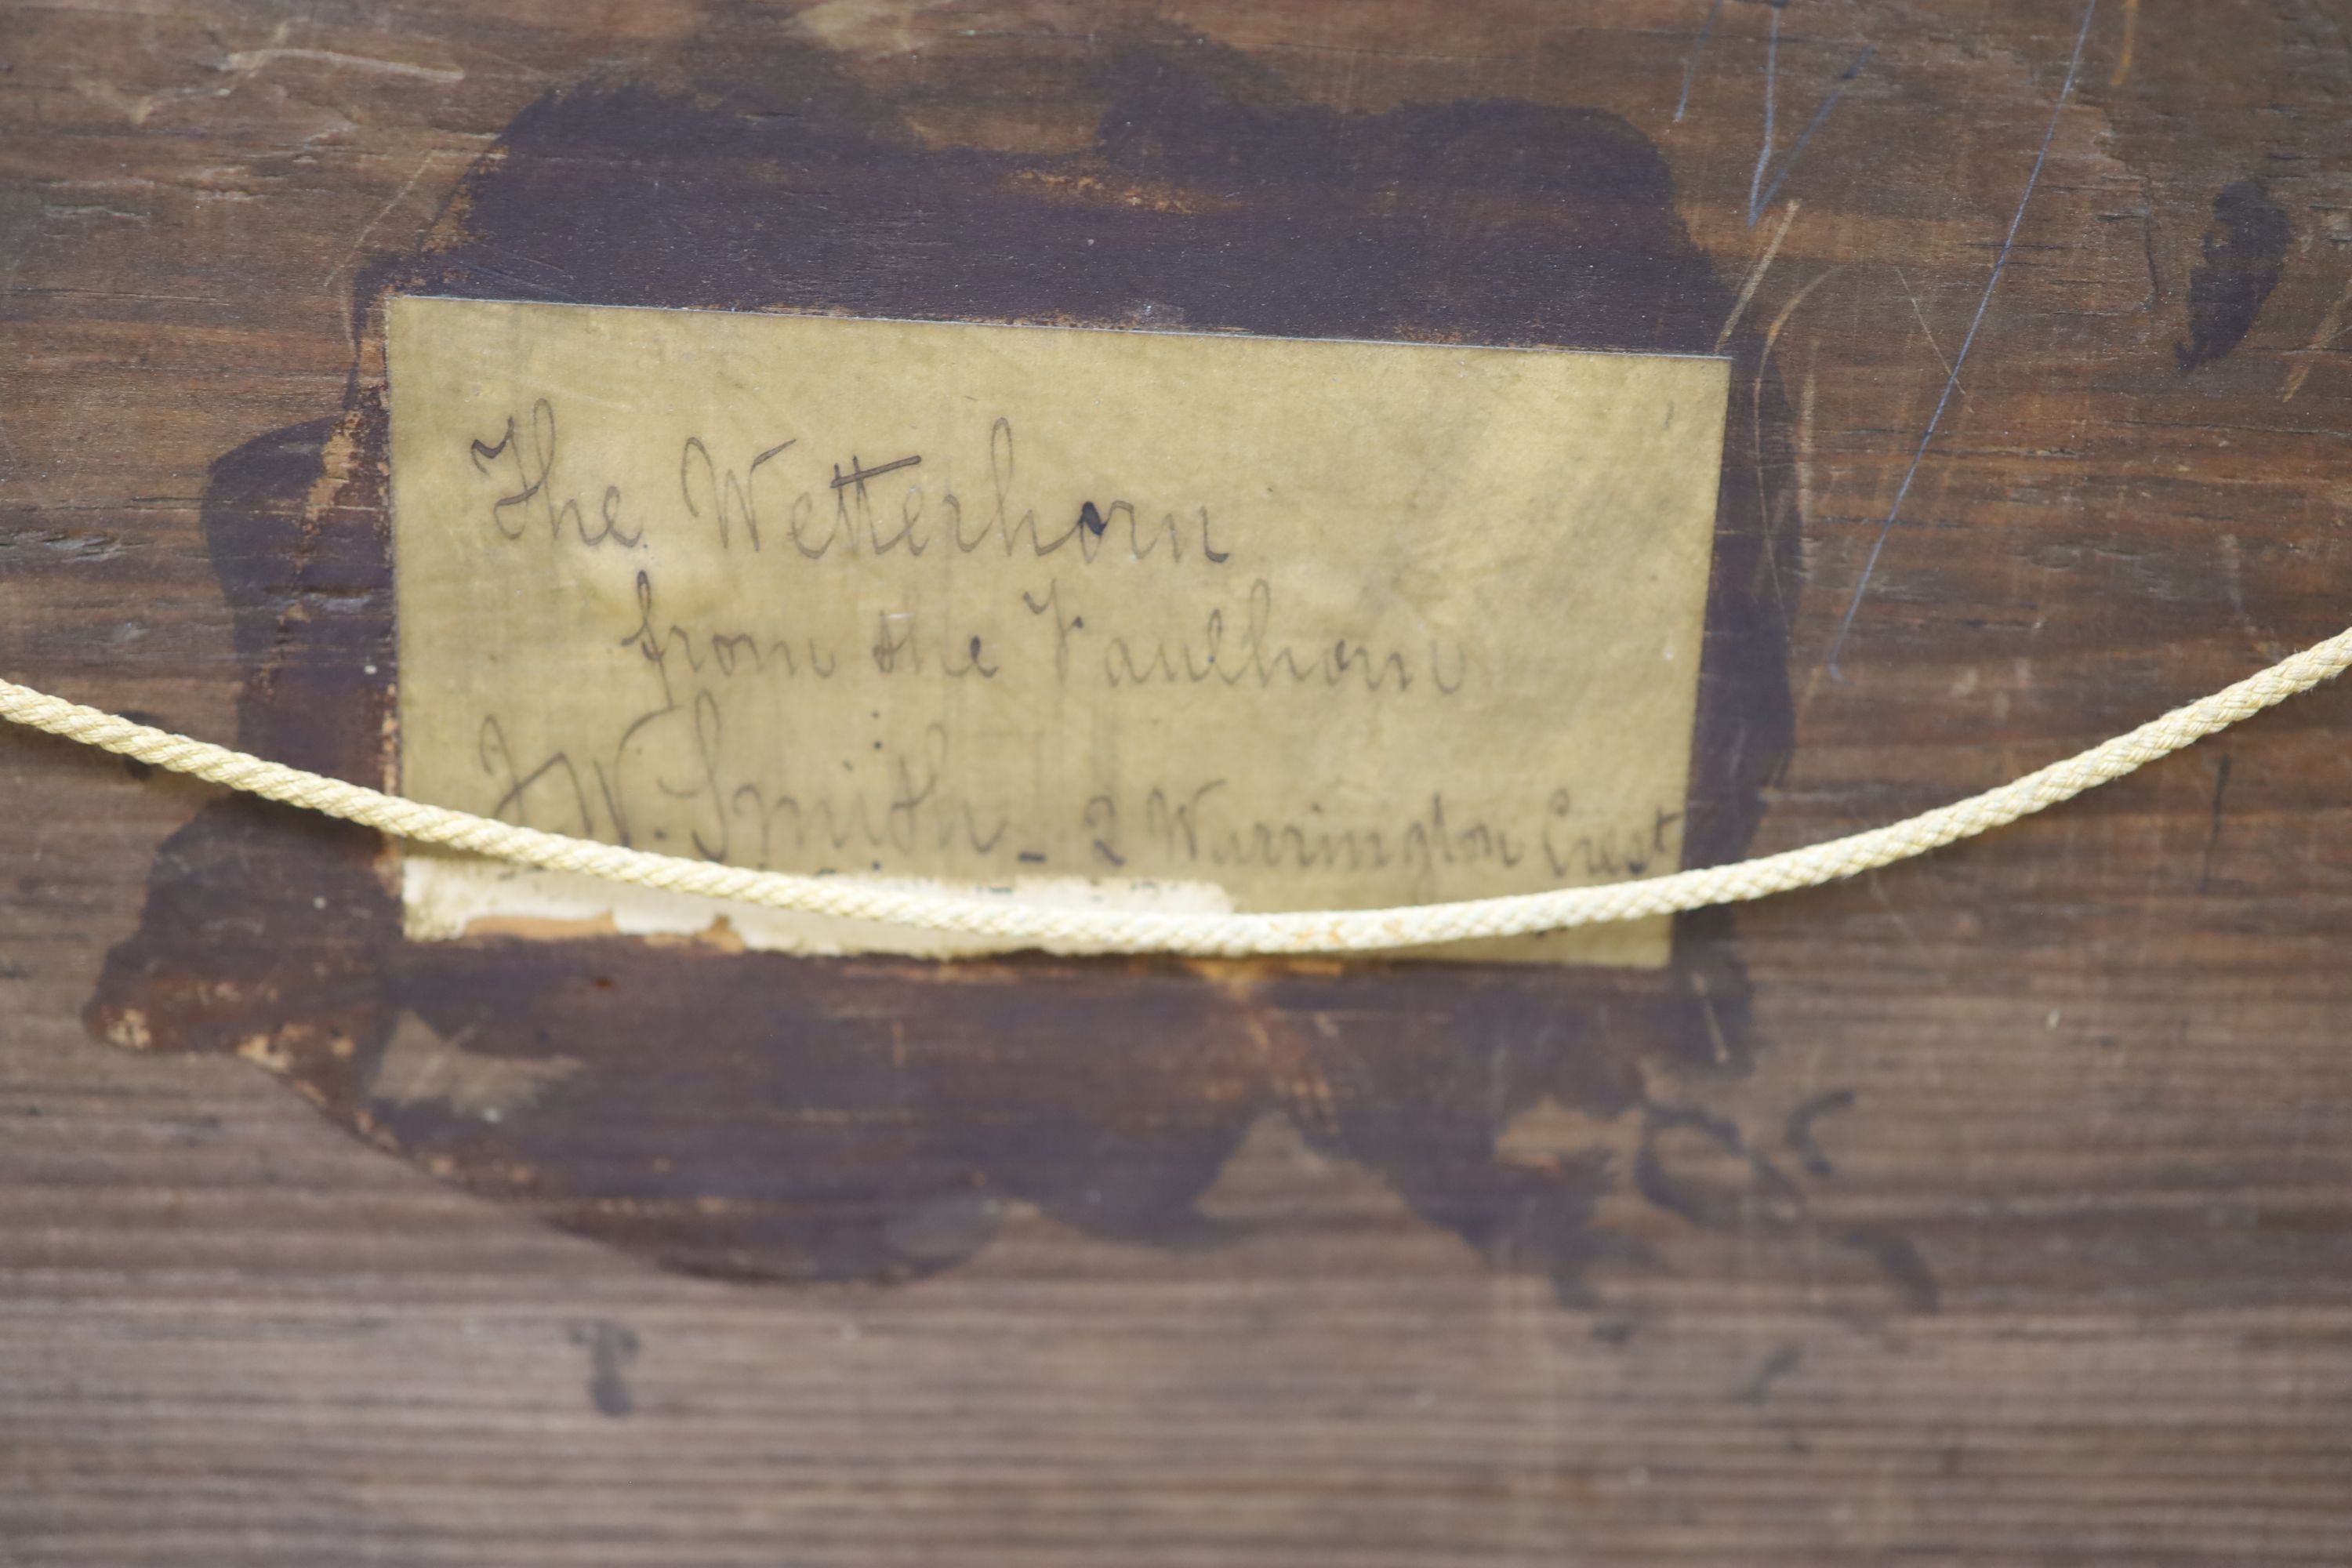 The Wetterhorn
from the Faulhorn
J.W. Smith - 2 Warrington Crest